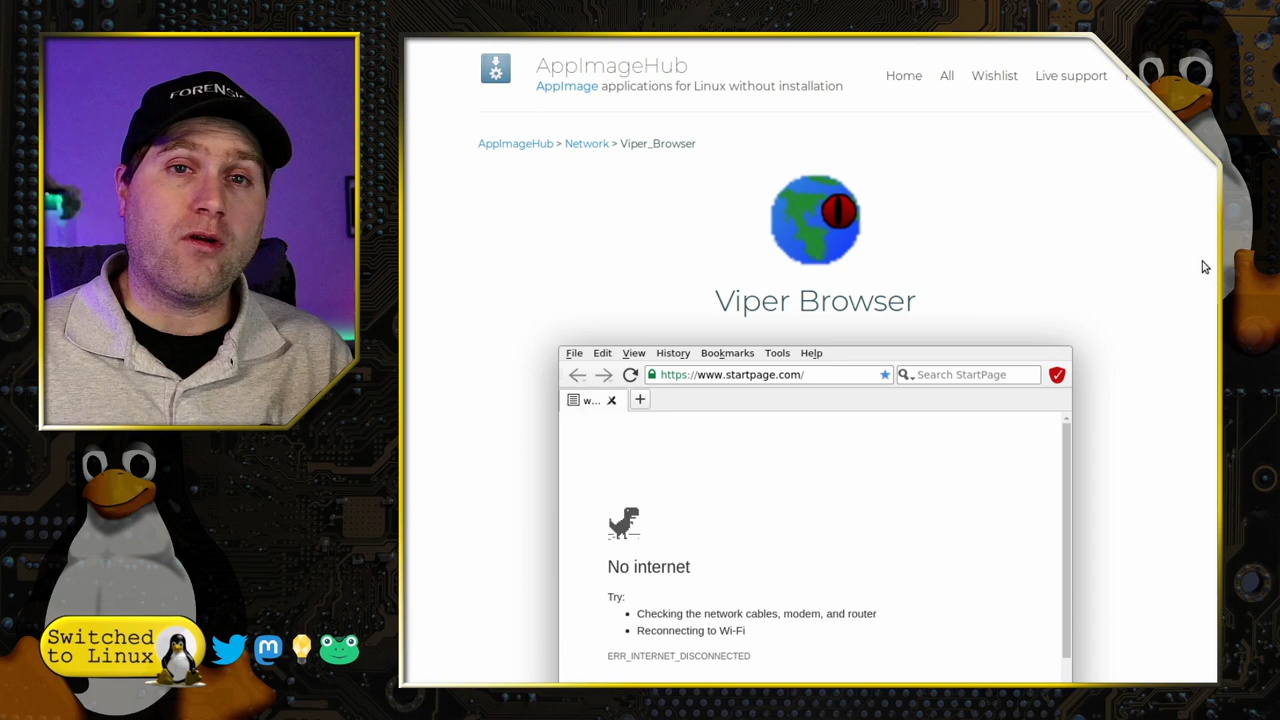 FORENSI
AppImageHub
AppImage applications for Linux without installation
Home
All
Wishlist
Live support
AppImageHub > Network > Viper_Browser
Viper Browser
File Edit View History Bookmarks Tools Help
https://www.startpage.com/
Search StartPage
w...
No internet
Try:
Checking the network cables, modem, and router
Reconnecting to Wi-Fi
ERR_INTERNET_DISCONNECTED
Switched
to Linux